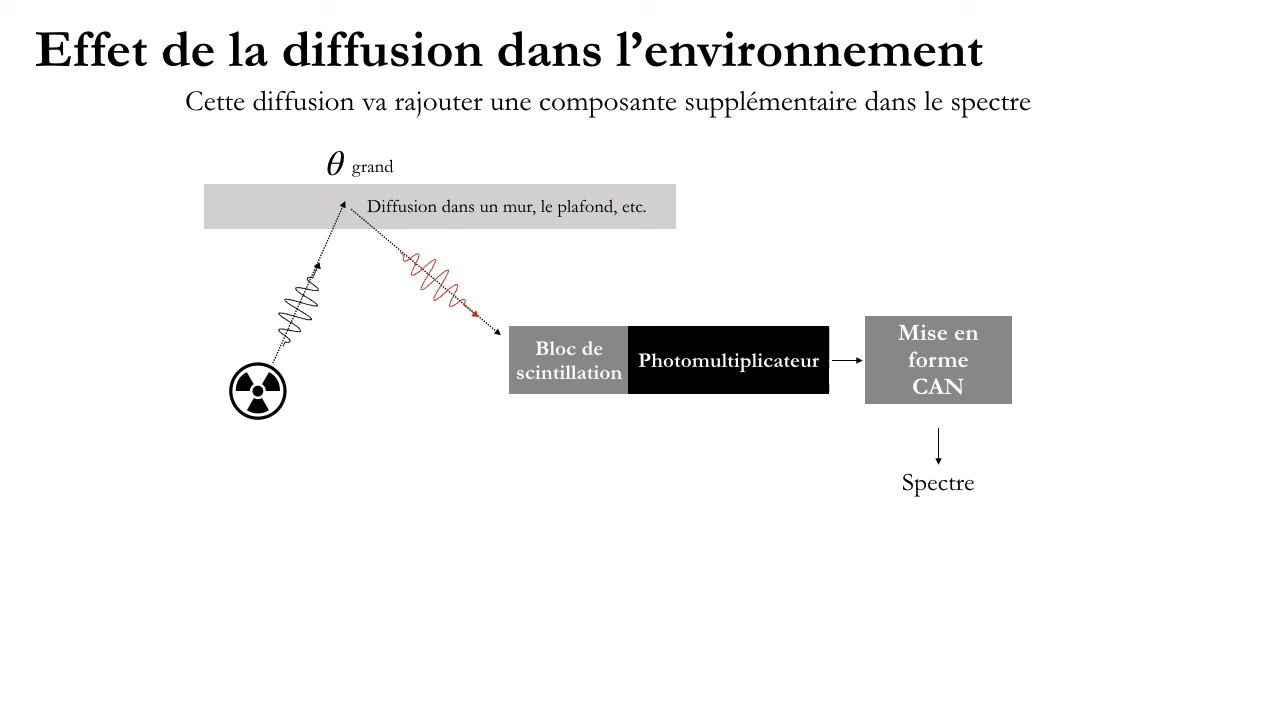 Effet de la diffusion dans l’environnement
Cette diffusion va rajouter une composante supplémentaire dans le spectre
θ grand
Diffusion dans un mur, le plafond, etc.
Bloc de
scintillation
Photomultiplicateur
Mise en
forme
CAN
Spectre